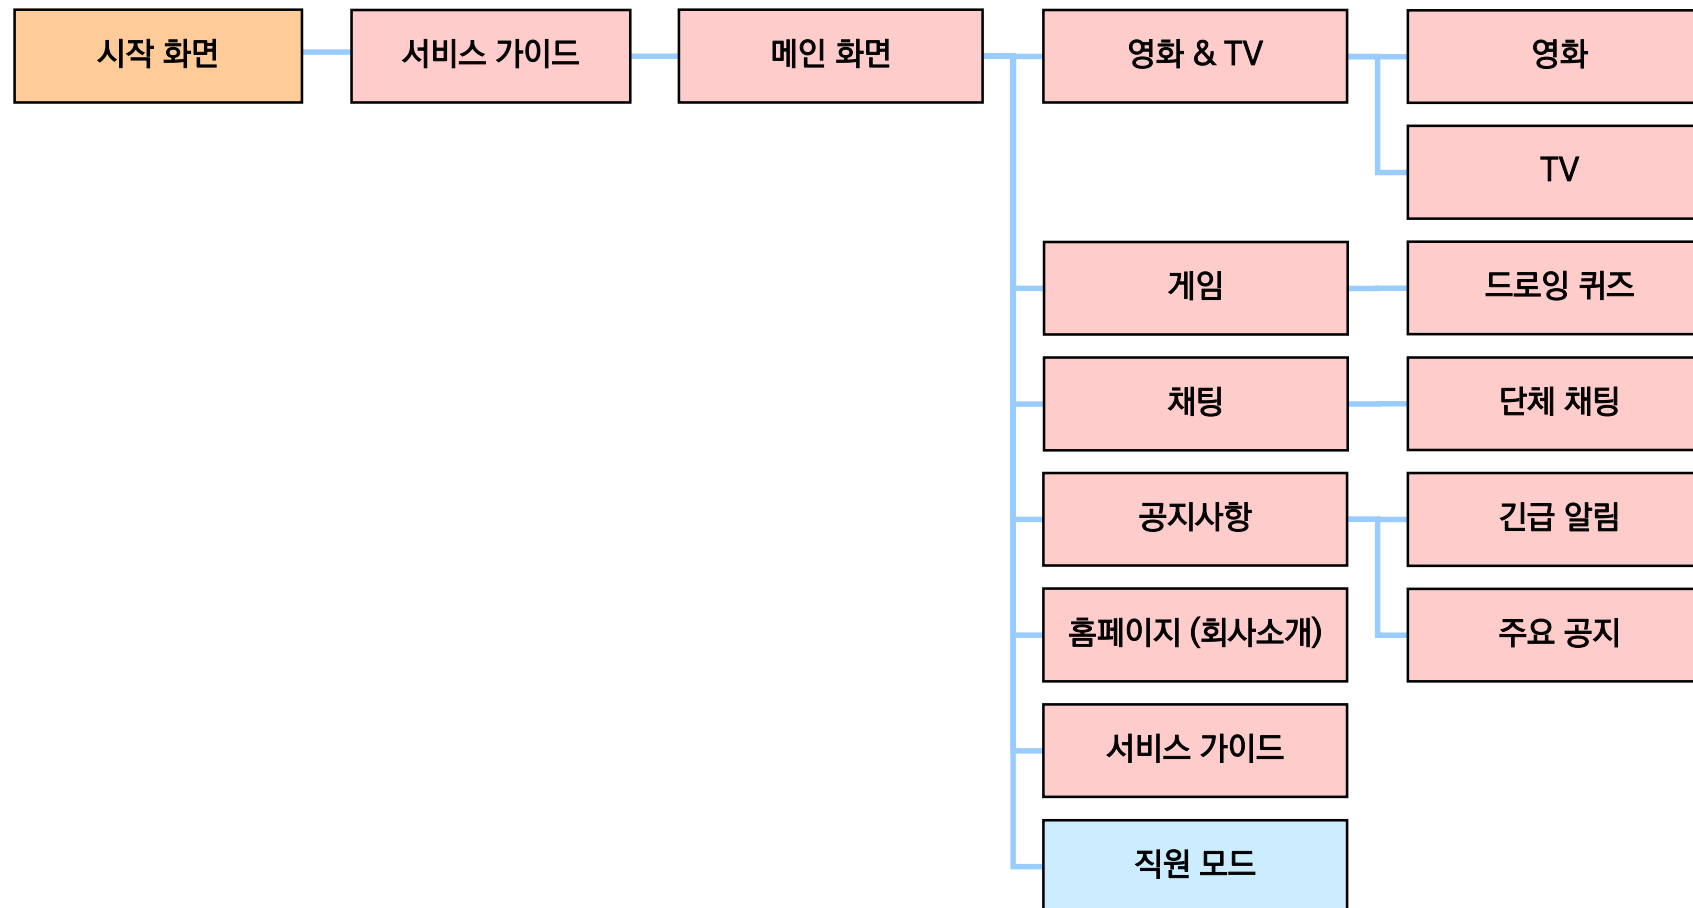 시작 화면
서비스 가이드
메인 화면
영화 & TV
영화
TV
게임
드로잉 퀴즈
채팅
단체 채팅
공지사항
긴급 알림
홈페이지 (회사소개)
주요 공지
서비스 가이드
직원 모드